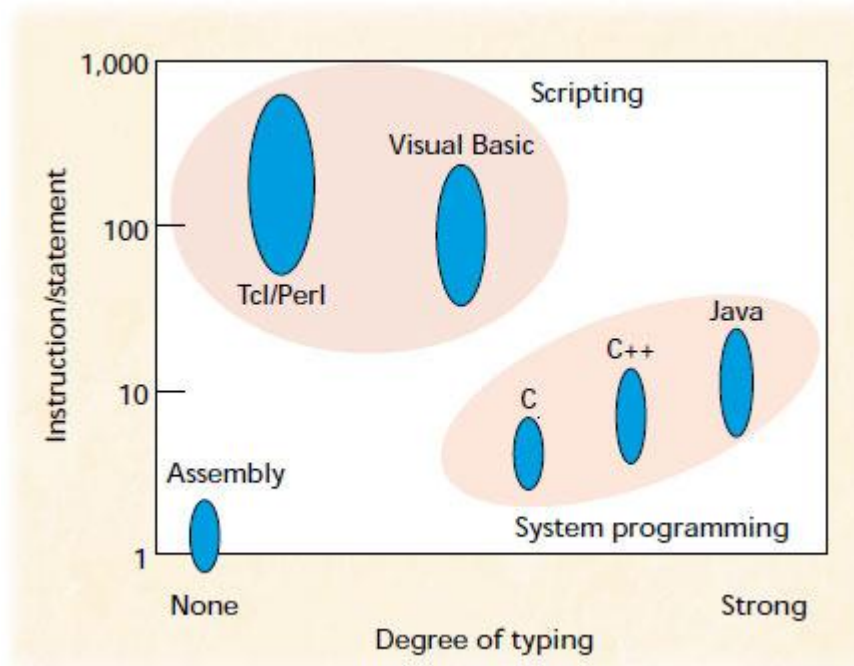 1,000
Scripting
Visual Basic
Instruction/statement
100
Tcl/Perl
Java
C++
10
C
Assembly
System programming
1
None
Strong
Degree of typing